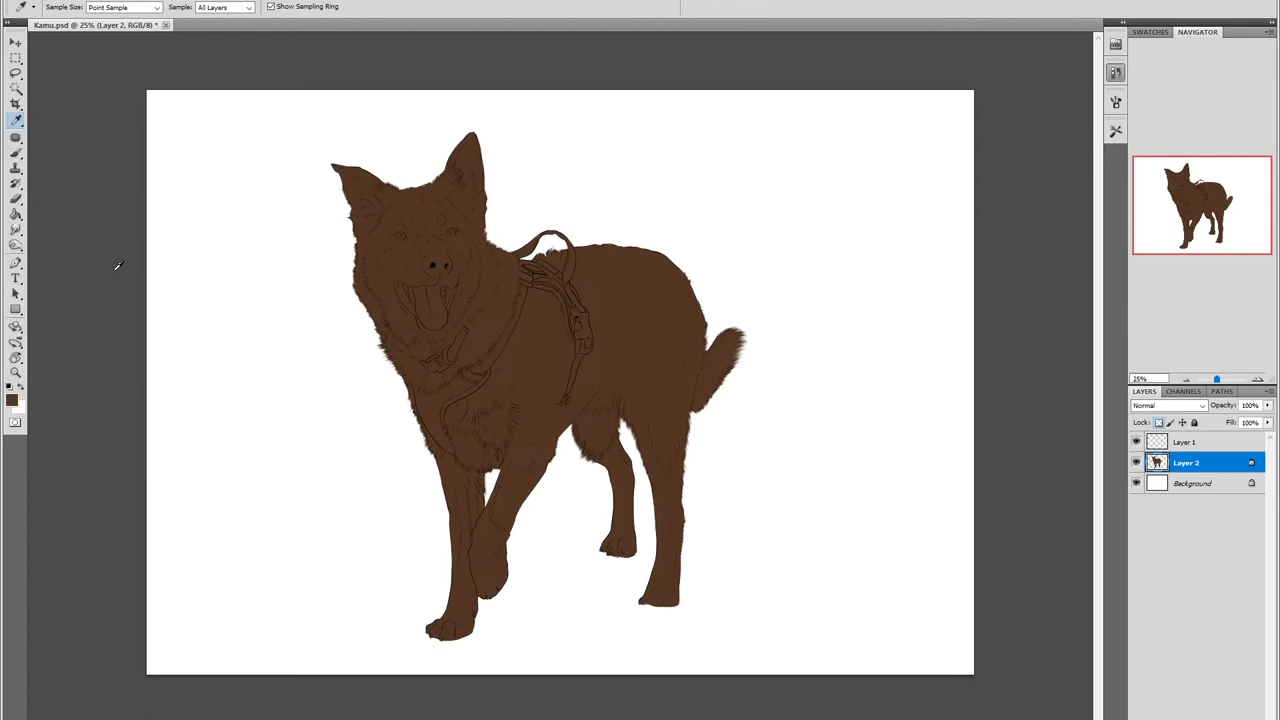 Sample Size: Point Sample Sample: All Layers Show Sampling Ring
Kamu.psd @ 25% (Layer 2, RGB/8) *
SWATCHES NAVIGATOR
25%
LAYERS CHANNELS PATHS
Normal Opacity: 100%
Lock: Fill: 100%
Layer 1
Layer 2
Background